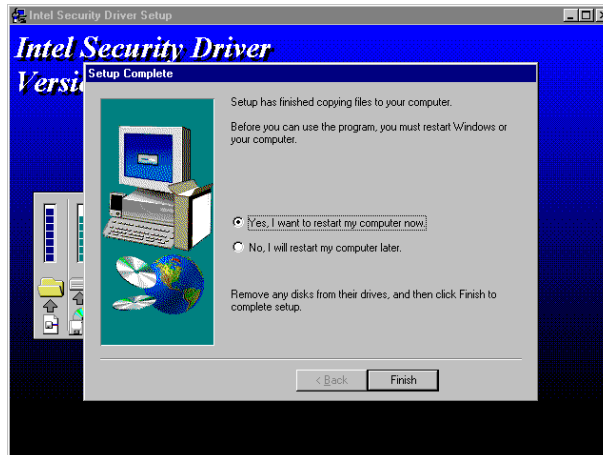 Intel Security Driver Setup
Intel Security Driver
Setup Complete
Setup has finished copying files to your computer.
Before you can use the program, you must restart Windows or
your computer.
Yes, I want to restart my computer now.
No, I will restart my computer later.
Remove any disks from their drives, and then click Finish to
complete setup.
< Back
Finish